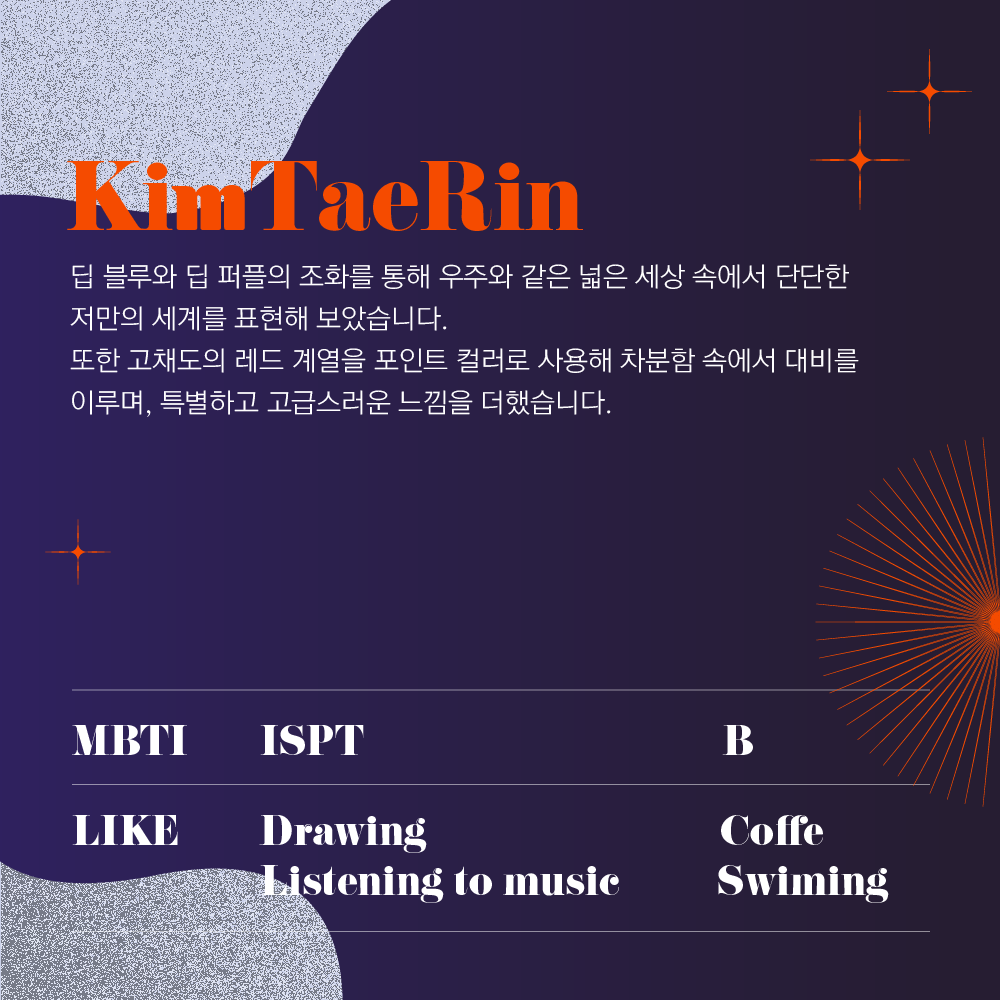 KimTaeRin
딥 블루와 딥 퍼플의 조화를 통해 우주와 같은 넓은 세상 속에서 단단한
저만의 세계를 표현해 보았습니다.
또한 고채도의 레드 계열을 포인트 컬러로 사용해 차분함 속에서 대비를
이루며, 특별하고 고급스러운 느낌을 더했습니다.
MBTI ISPT B
LIKE Drawing Coffe
Listening to music Swiming